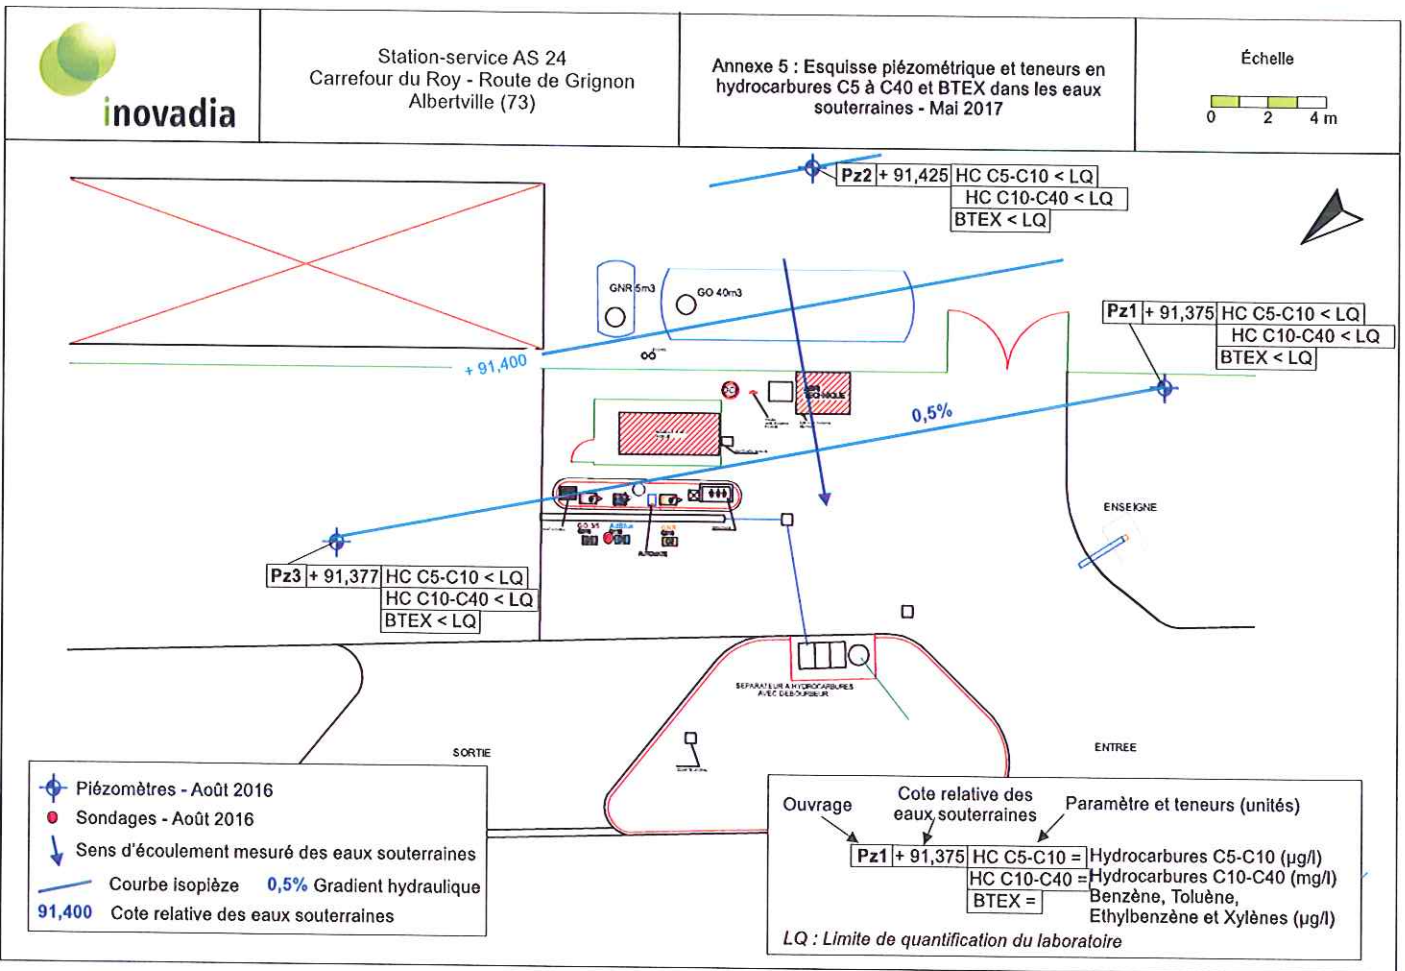 inovadia
Station-service AS 24
Carrefour du Roy - Route de Grignon
Albertville (73)
Annexe 5 : Esquisse piézométrique et teneurs en
hydrocarbures C5 à C40 et BTEX dans les eaux
souterraines - Mai 2017
Échelle
0 2 4 m
Pz2 + 91,425 HC C5-C10 < LQ
HC C10-C40 < LQ
BTEX < LQ
GNR 5m3
GO 40m3
Pz1 + 91,375 HC C5-C10 < LQ
HC C10-C40 < LQ
BTEX < LQ
+ 91,400
0,5%
ENSEIGNE
Pz3 + 91,377 HC C5-C10 < LQ
HC C10-C40 < LQ
BTEX < LQ
SEPARATEUR A HYDROCARBURES
AVEC DEBOURBEUR
SORTIE
ENTREE
Piézomètres - Août 2016
Sondages - Août 2016
Sens d'écoulement mesuré des eaux souterraines
Courbe isopièze 0,5% Gradient hydraulique
91,400 Cote relative des eaux souterraines
Ouvrage
Cote relative des
eaux souterraines
Paramètre et teneurs (unités)
Pz1 + 91,375 HC C5-C10 = Hydrocarbures C5-C10 (µg/l)
HC C10-C40 = Hydrocarbures C10-C40 (mg/l)
BTEX = Benzène, Toluène,
Ethylbenzène et Xylènes (µg/l)
LQ : Limite de quantification du laboratoire